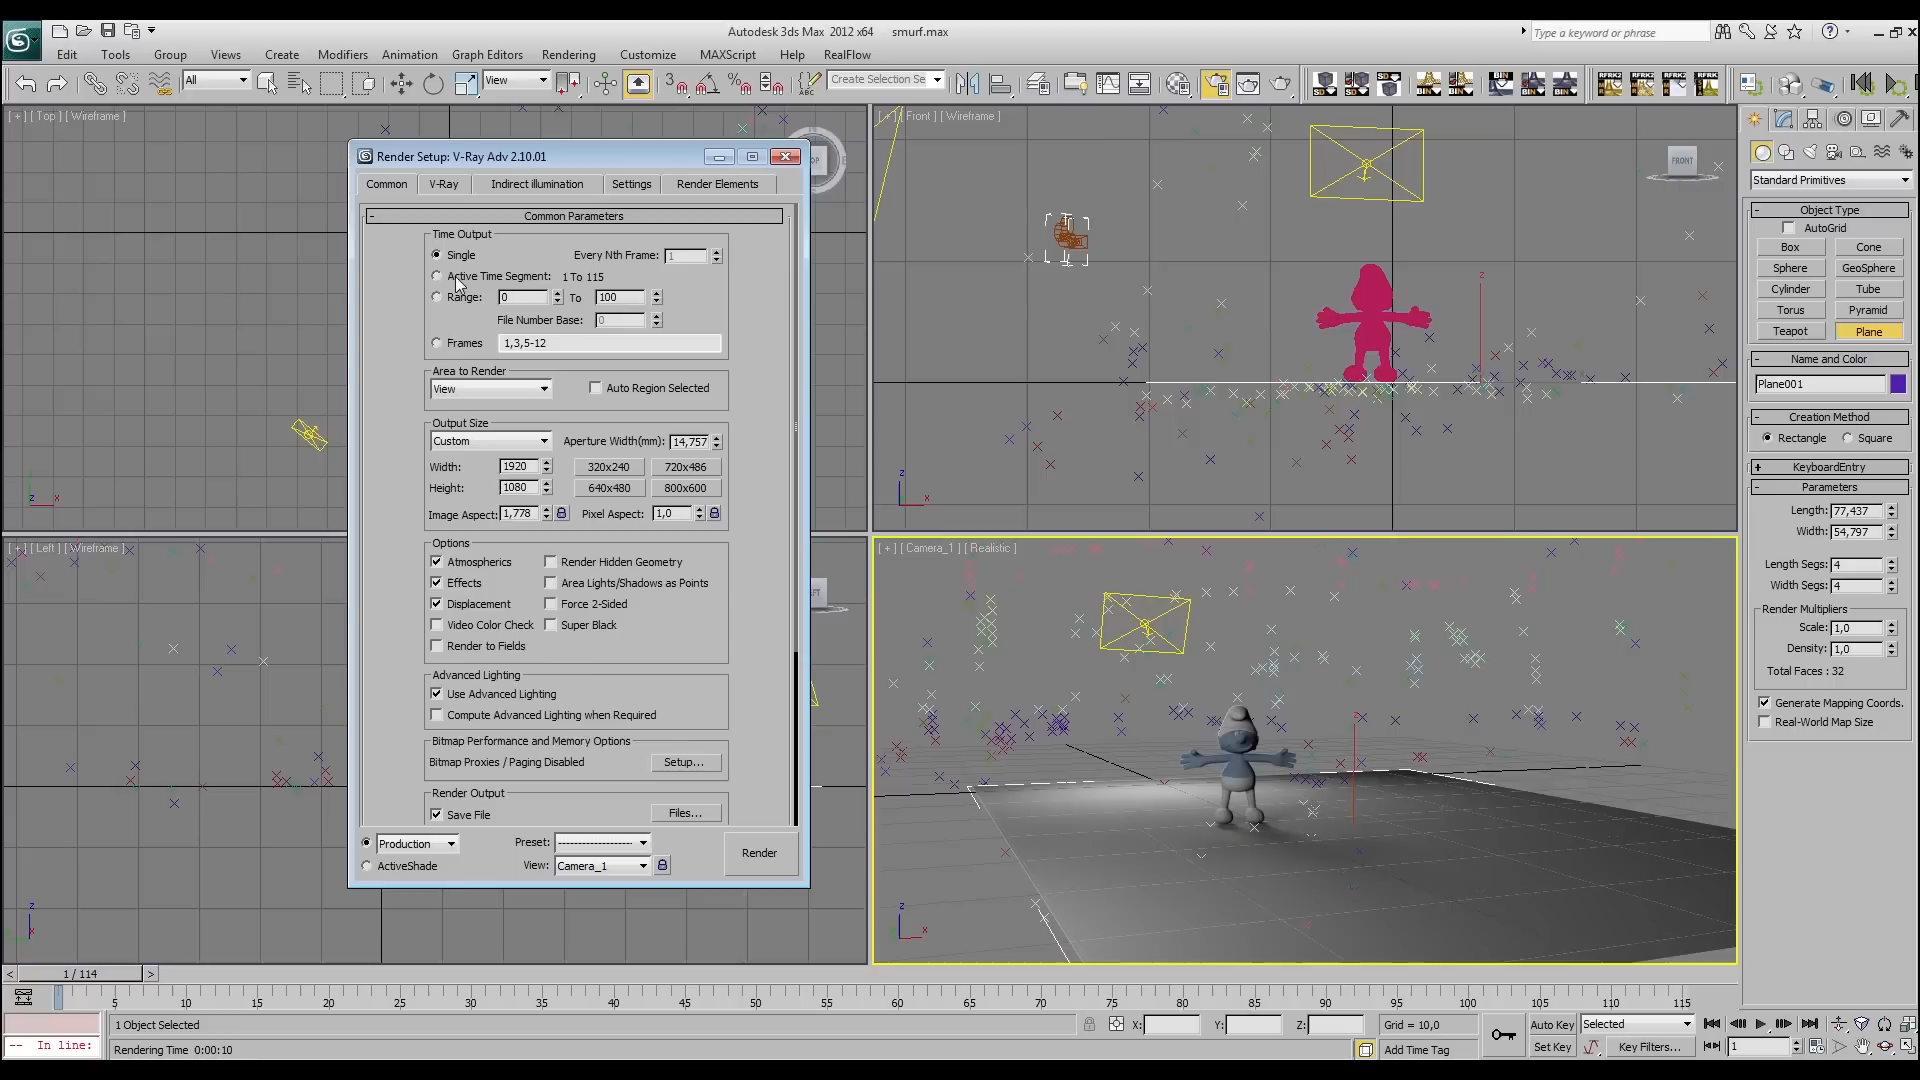 Autodesk 3ds Max 2012 x64 smurf.max
Type a keyword or phrase
Edit Tools Group Views Create Modifiers Animation Graph Editors Rendering Customize MAXScript Help RealFlow
All View Create Selection Se
[ + ] [ Top ] [ Wireframe ]
[ + ] [ Front ] [ Wireframe ]
FRONT
Render Setup: V-Ray Adv 2.10.01
Common V-Ray Indirect illumination Settings Render Elements
Common Parameters
Time Output
Single Every Nth Frame: 1
Active Time Segment: 1 To 115
Range: 0 To 100
File Number Base: 0
Frames 1,3,5-12
Area to Render
View Auto Region Selected
Output Size
Custom Aperture Width(mm): 14,757
Width: 1920 320x240 720x486
Height: 1080 640x480 800x600
Image Aspect: 1,778 Pixel Aspect: 1,0
Options
Atmospherics Render Hidden Geometry
Effects Area Lights/Shadows as Points
Displacement Force 2-Sided
Video Color Check Super Black
Render to Fields
Advanced Lighting
Use Advanced Lighting
Compute Advanced Lighting when Required
Bitmap Performance and Memory Options
Bitmap Proxies / Paging Disabled Setup...
Render Output
Save File Files...
Production Preset: Render
ActiveShade View: Camera_1
[ + ] [ Left ] [ Wireframe ]
[ + ] [ Camera_1 ] [ Realistic ]
Standard Primitives
Object Type
AutoGrid
Box Cone
Sphere GeoSphere
Cylinder Tube
Torus Pyramid
Teapot Plane
Name and Color
Plane001
Creation Method
Rectangle Square
KeyboardEntry
Parameters
Length: 77,437
Width: 54,797
Length Segs: 4
Width Segs: 4
Render Multipliers
Scale: 1,0
Density: 1,0
Total Faces : 32
Generate Mapping Coords.
Real-World Map Size
1 / 114
5 10 15 20 25 30 35 40 45 50 55 60 65 70 75 80 85 90 95 100 105 110 115
1 Object Selected X: Y: Z: Grid = 10,0 Auto Key Selected
-- In line: Rendering Time 0:00:10 Add Time Tag Set Key Key Filters... 1